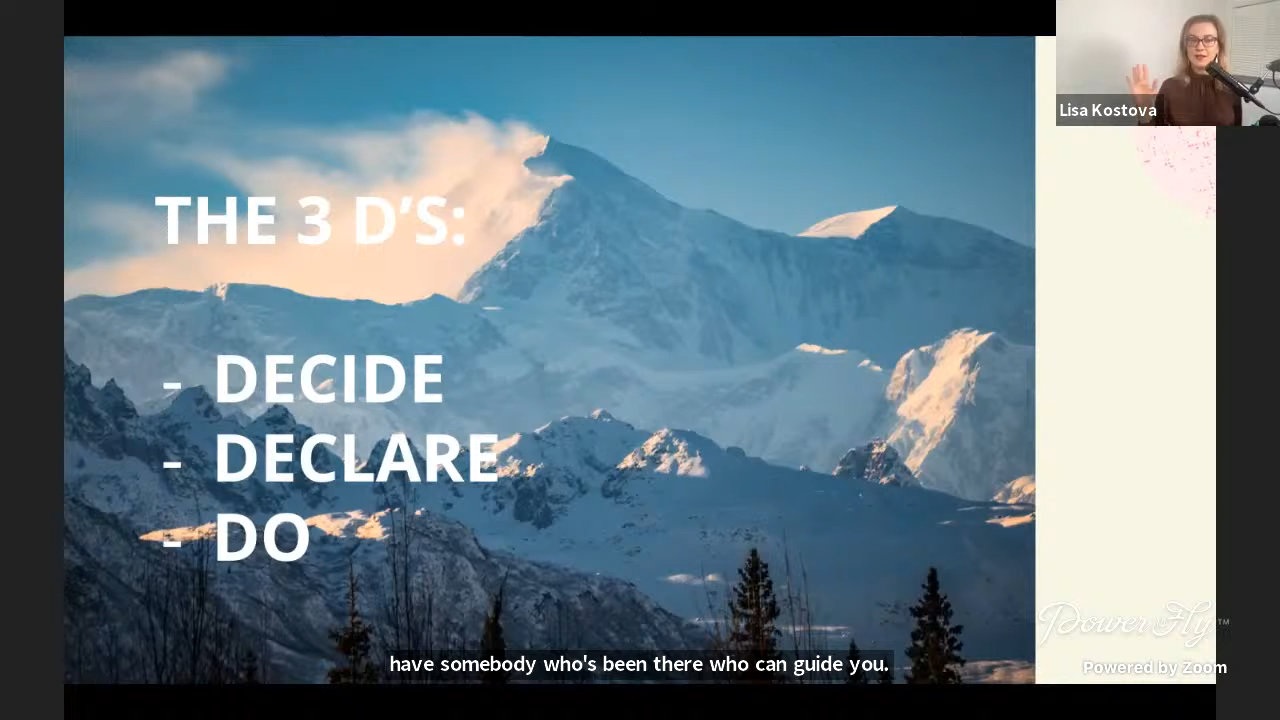 Lisa Kostova
THE 3 D’S:
- DECIDE
- DECLARE
- DO
have somebody who's been there who can guide you.
PowerToFly™
Powered by Zoom